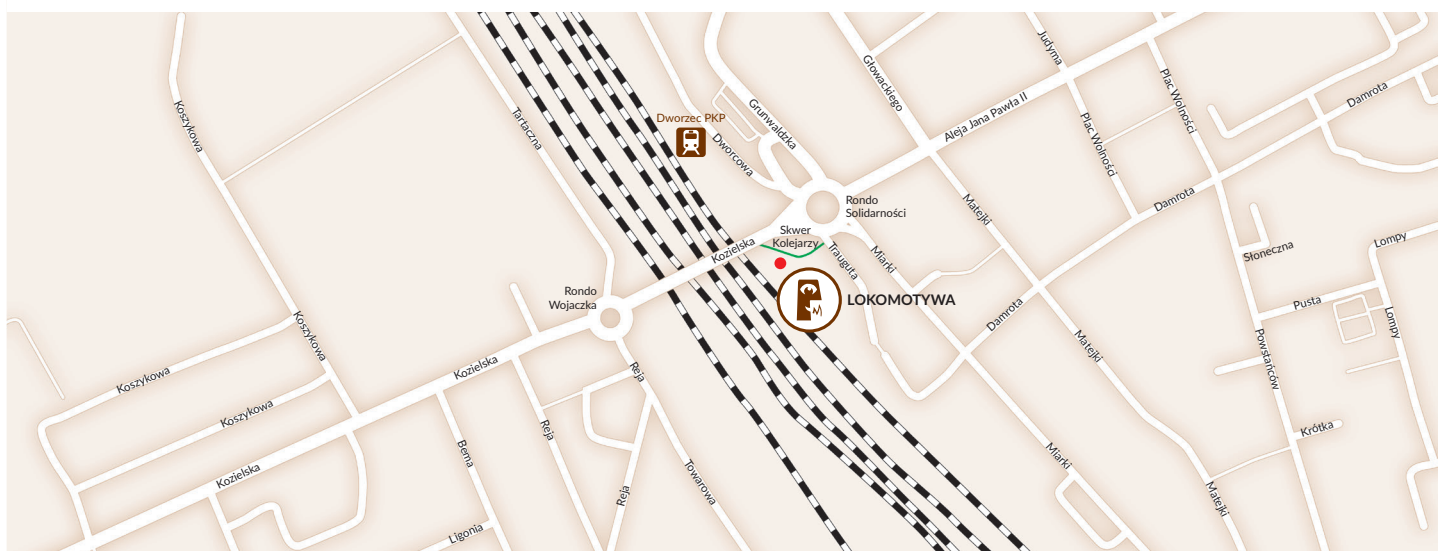 Koszykowa
Tartaczna
Dworzec PKP
Dworcowa
Grunwaldzka
Głowackiego
Judyma
Aleja Jana Pawła II
Plac Wolności
Plac Wolności
Damrota
Damrota
Matejki
Rondo
Solidarności
Skwer
Kolejarzy
Kozielska
Trauguta
Miarki
Słoneczna
Lompy
Rondo
Wojaczka
LOKOMOTYWA
Damrota
Pusta
Lompy
Koszykowa
Matejki
Powstańców
Koszykowa
Kozielska
Reja
Koszykowa
Kozielska
Berna
Reja
Reja
Towarowa
Krótka
Miarki
Matejki
Ligonia